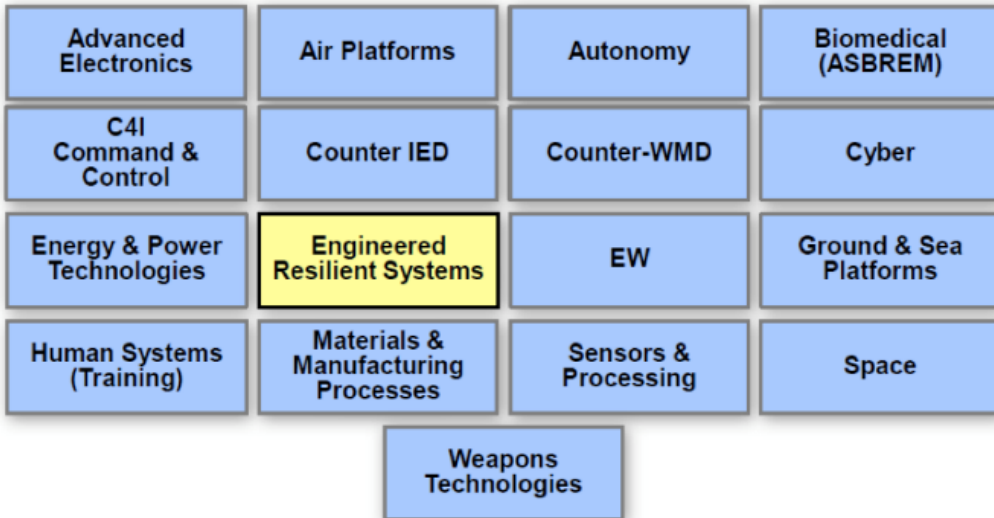 Advanced
Electronics
Air Platforms
Autonomy
Biomedical
(ASBREM)
C4I
Command &
Control
Counter IED
Counter-WMD
Cyber
Energy & Power
Technologies
Engineered
Resilient Systems
EW
Ground & Sea
Platforms
Human Systems
(Training)
Materials &
Manufacturing
Processes
Sensors &
Processing
Space
Weapons
Technologies